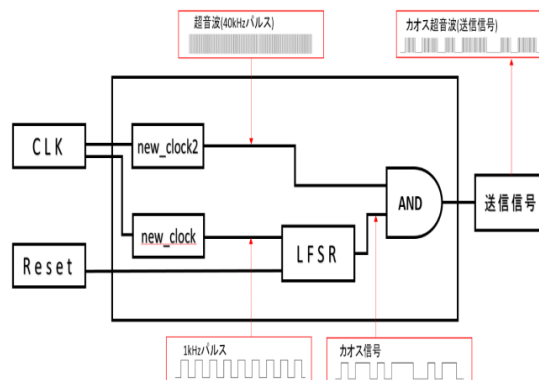 超音波(40kHzパルス)
カオス超音波(送信信号)
CLK
new_clock2
AND
送信信号
new_clock
LFSR
Reset
1kHzパルス
カオス信号